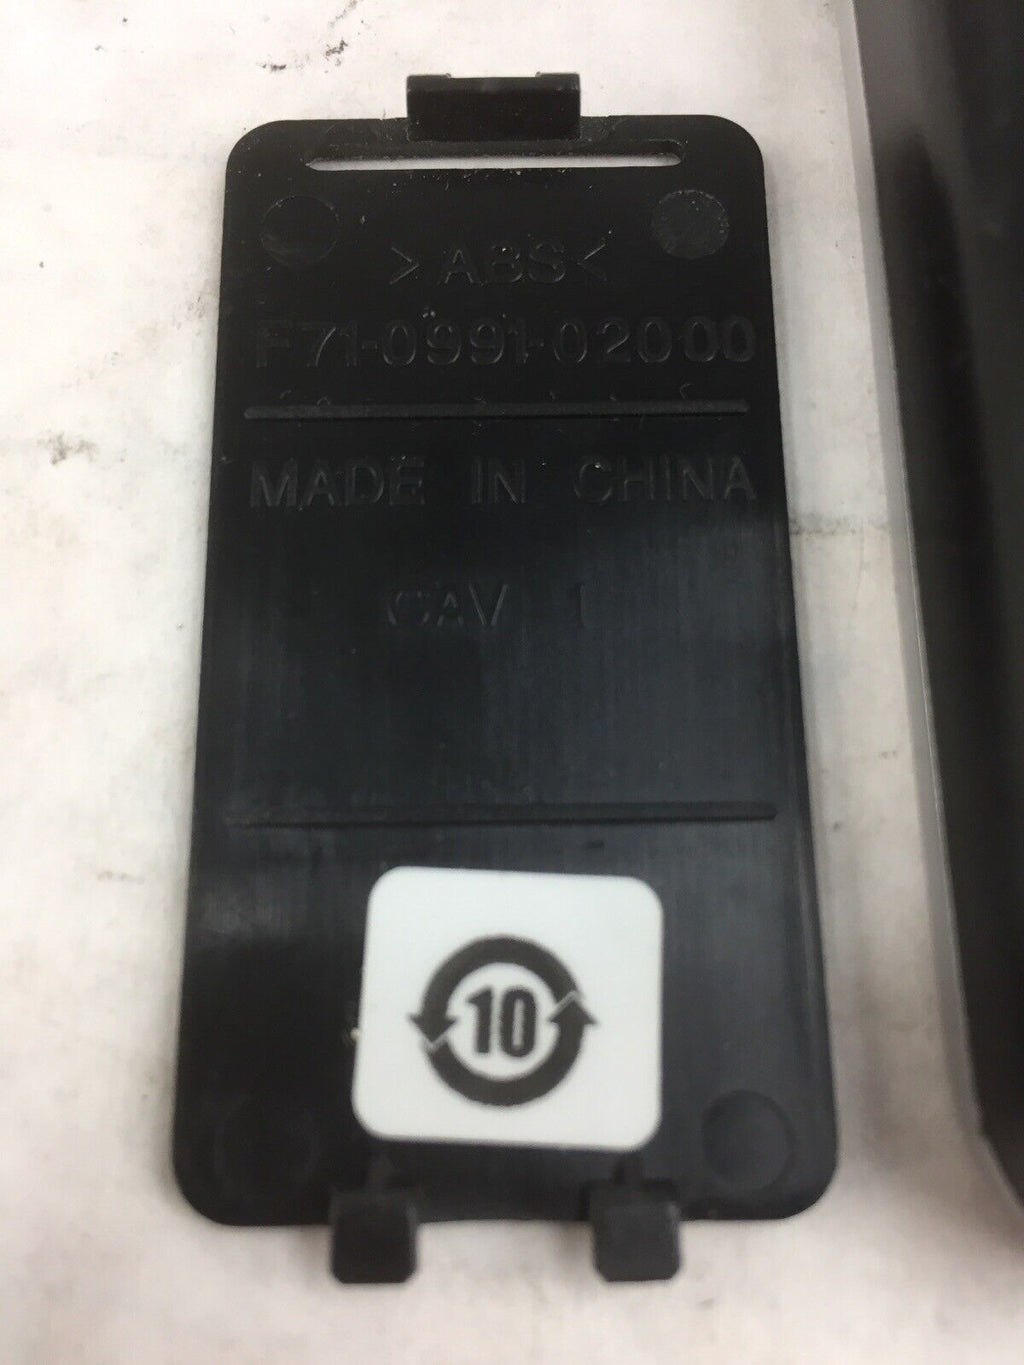 >ABS<
F71-0991-02000
MADE IN CHINA
CAV 1
10